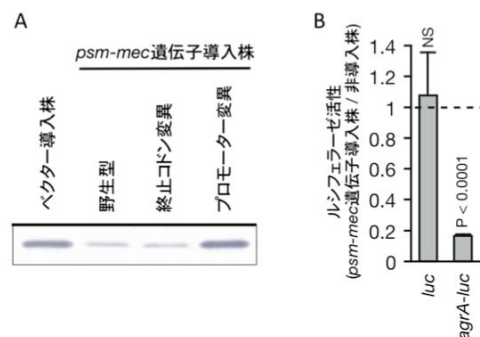 A
psm-mec遺伝子導入株
ベクター導入株
野生型
終止コドン変異
プロモーター変異
B
ルシフェラーゼ活性
(psm-mec遺伝子導入株 / 非導入株)
1.4
1.2
1
0.8
0.6
0.4
0.2
0
NS
P < 0.0001
luc
agrA-luc